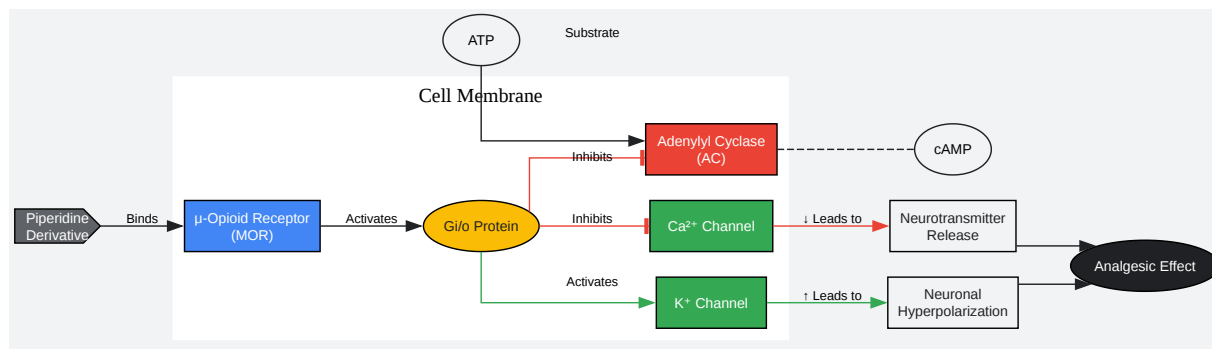 ATP
Substrate
Cell Membrane
Adenylyl Cyclase
(AC)
cAMP
Inhibits
Piperidine
Derivative
Binds
μ-Opioid Receptor
(MOR)
Activates
Gi/o Protein
Inhibits
Ca²⁺ Channel
↓ Leads to
Neurotransmitter
Release
Analgesic Effect
Activates
K⁺ Channel
↑ Leads to
Neuronal
Hyperpolarization